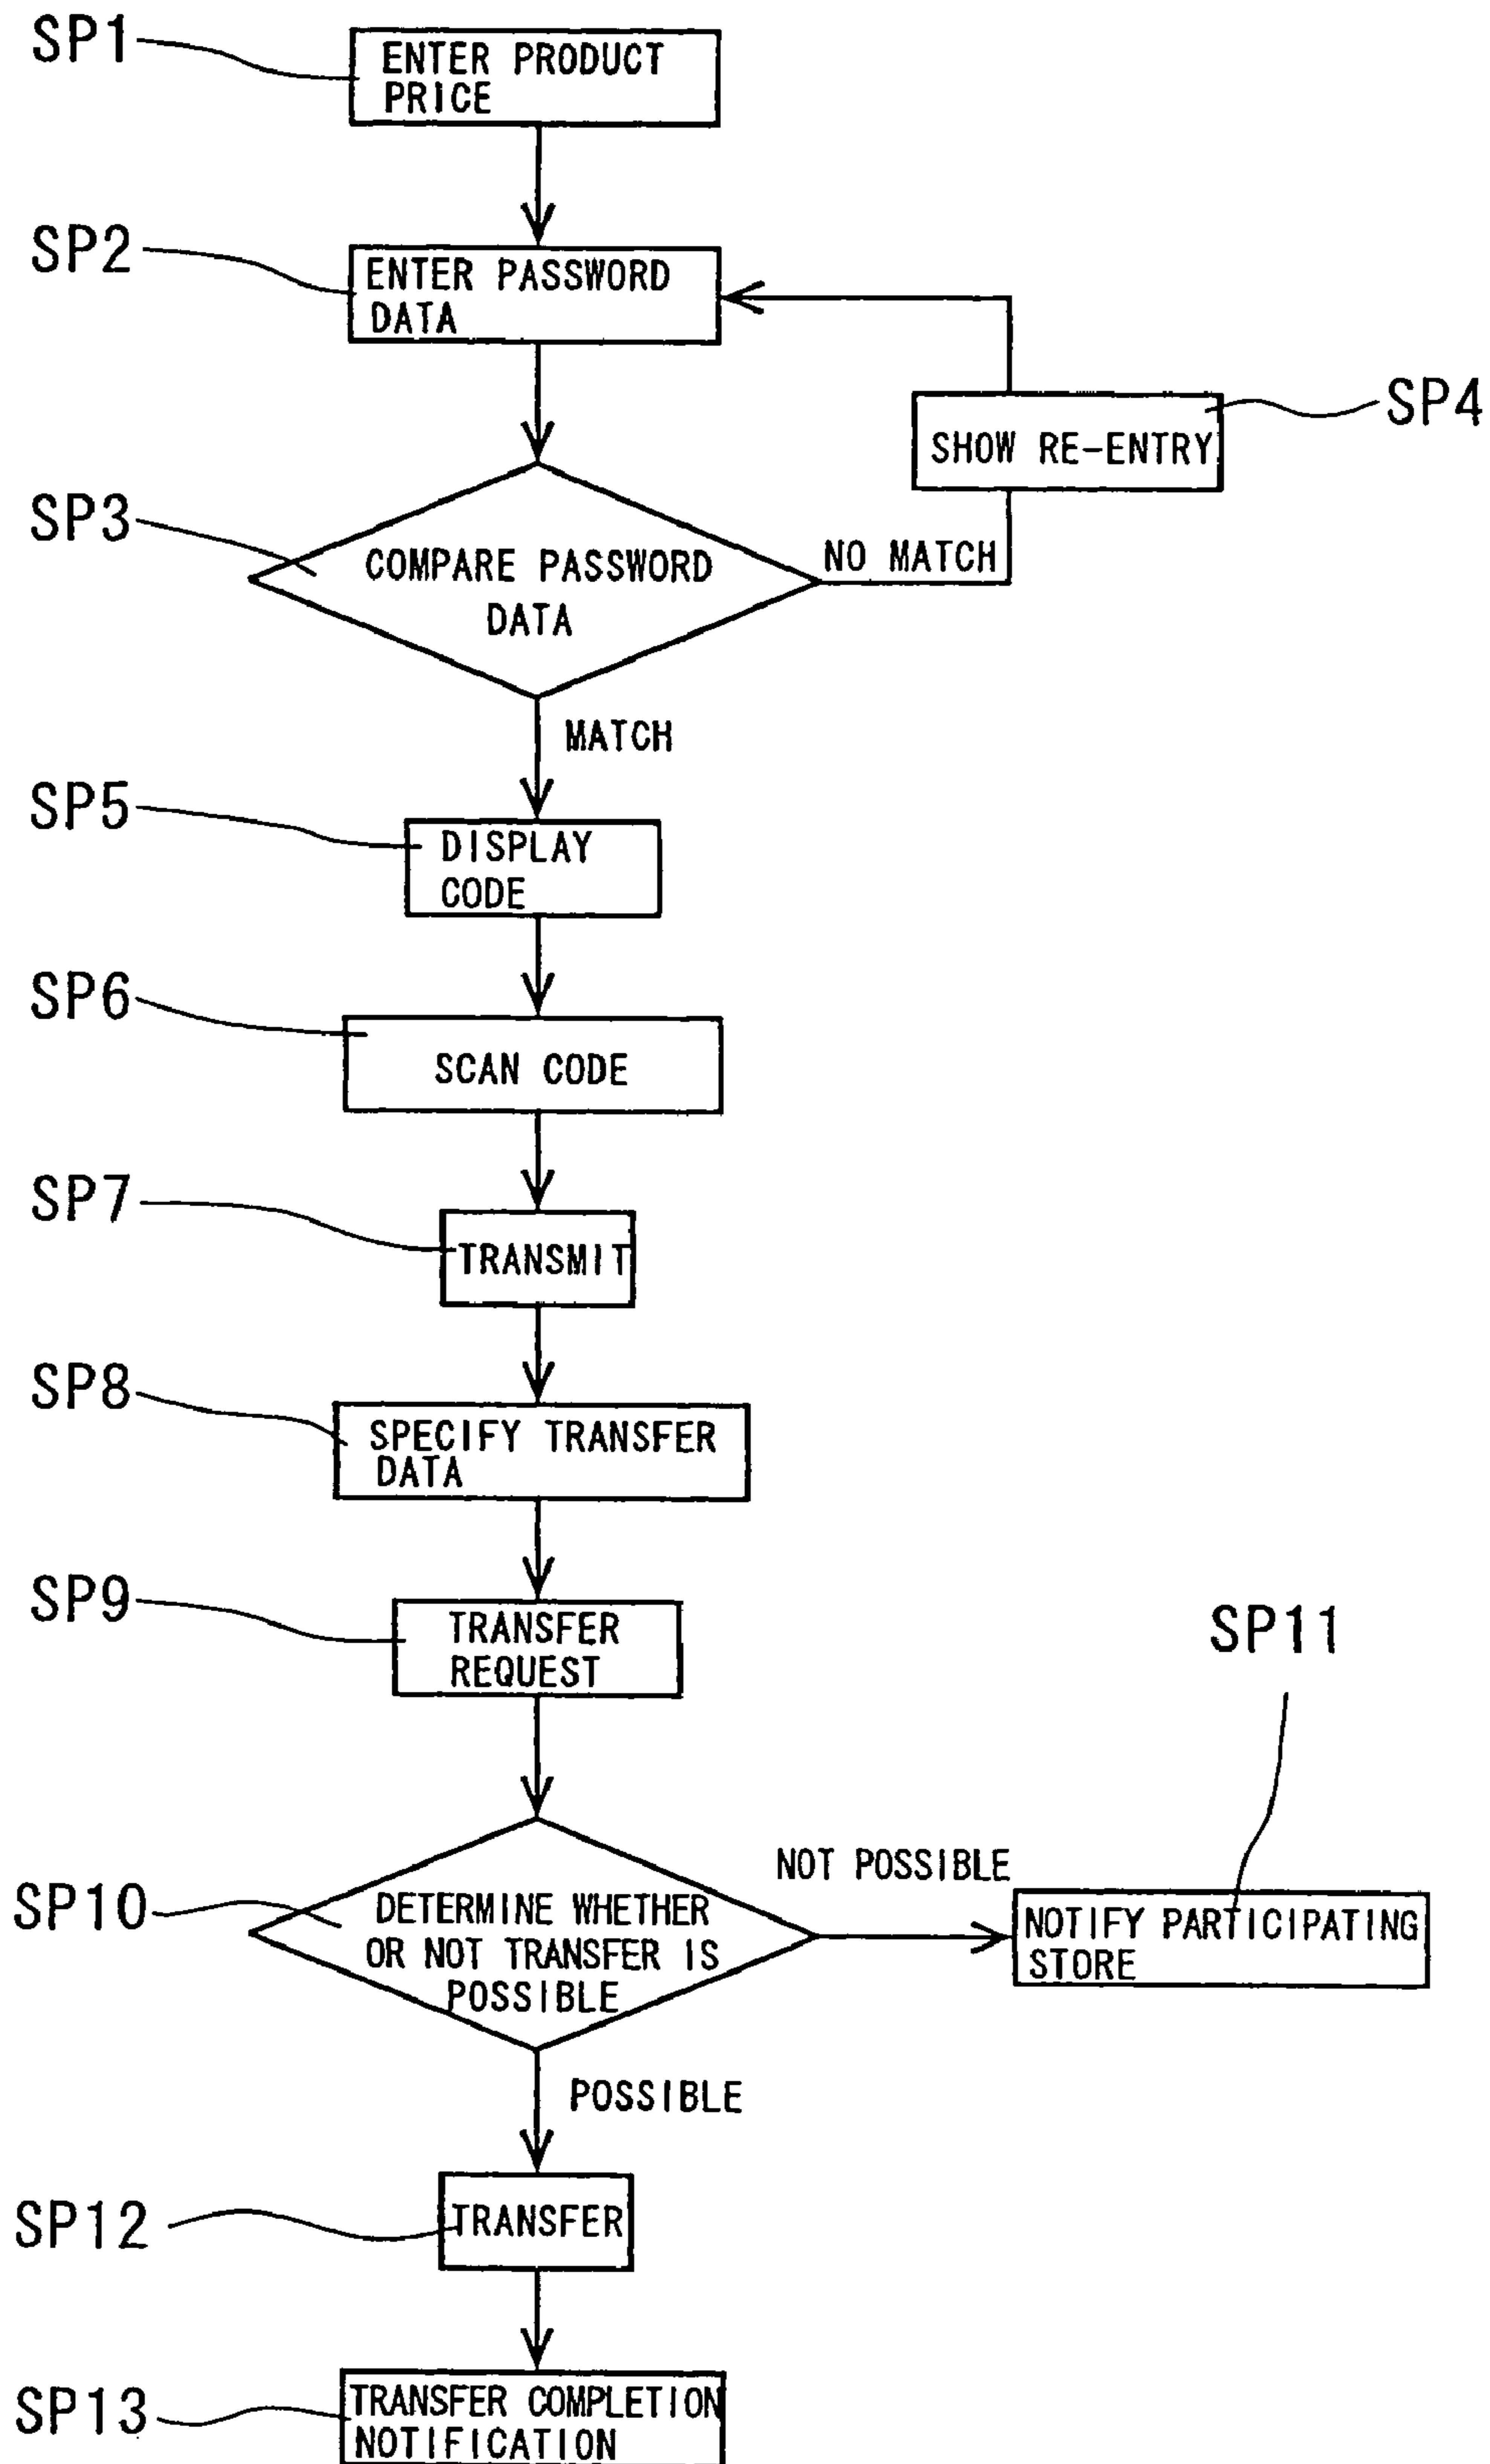 SP1
ENTER PRODUCT
PRICE
SP2
ENTER PASSWORD
DATA
SP4
SHOW RE-ENTRY
SP3
COMPARE PASSWORD
DATA
NO MATCH
MATCH
SP5
DISPLAY
CODE
SP6
SCAN CODE
SP7
TRANSMIT
SP8
SPECIFY TRANSFER
DATA
SP9
TRANSFER
REQUEST
SP11
NOT POSSIBLE
SP10
DETERMINE WHETHER
OR NOT TRANSFER IS
POSSIBLE
NOTIFY PARTICIPATING
STORE
POSSIBLE
SP12
TRANSFER
SP13
TRANSFER COMPLETION
NOTIFICATION